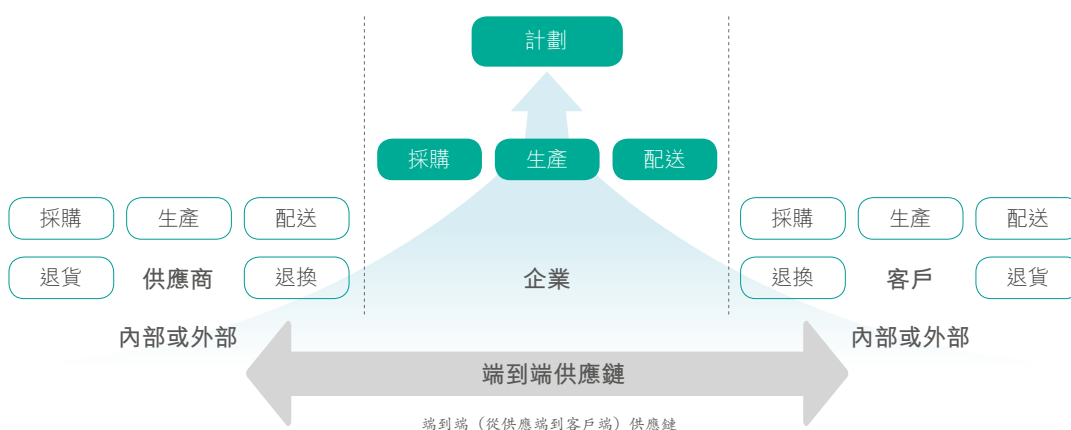 計劃
採購 生產 配送
採購 生產 配送 採購 生產 配送
退貨 供應商 退換 企業 退換 客戶 退貨
內部或外部 內部或外部
端到端供應鏈
端到端（從供應端到客戶端）供應鏈